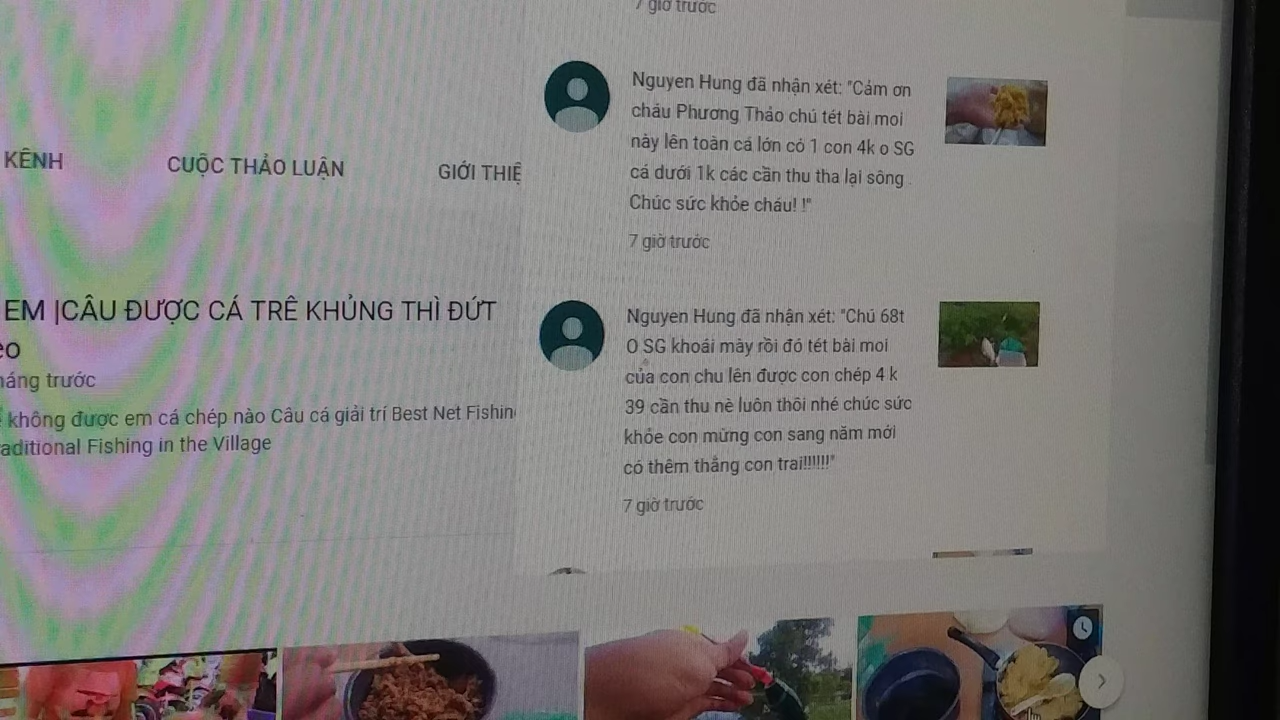 7 giờ trước
Nguyen Hung đã nhận xét: "Cảm ơn
cháu Phương Thảo chú tét bài moi
này lên toàn cá lớn có 1 con 4k o SG
cá dưới 1k các cần thu tha lại sông .
Chúc sức khỏe cháu! !"
7 giờ trước
KÊNH
CUỘC THẢO LUẬN
GIỚI THIỆ
EM |CÂU ĐƯỢC CÁ TRÊ KHỦNG THÌ ĐỨT
eo
háng trước
không được em cá chép nào Câu cá giải trí Best Net Fishin
raditional Fishing in the Village
Nguyen Hung đã nhận xét: "Chú 68t
O SG khoái mày rồi đó tét bài moi
của con chu lên được con chép 4 k
39 cần thu nè luôn thôi nhé chúc sức
khỏe con mừng con sang năm mới
có thêm thằng con trai!!!!!!"
7 giờ trước